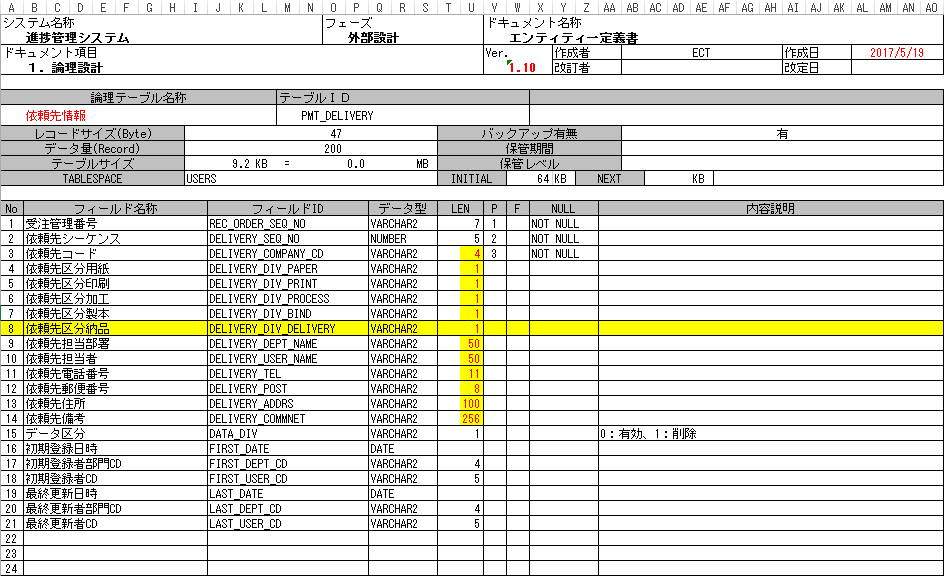 A B C D E F G H I J K L M N O P Q R S T U V W X Y Z AA AB AC AD AE AF AG AH AI AJ AK AL AM AN AO
システム名称 フェーズ ドキュメント名称
進捗管理システム 外部設計 エンティティー定義書
ドキュメント項目 Ver. 作成者 ECT 作成日 2017/5/19
1．論理設計 1.10 改訂者 改定日
論理テーブル名称 テーブルＩＤ
依頼先情報 PMT_DELIVERY
レコードサイズ(Byte) 47 バックアップ有無 有
データ量(Record) 200 保管期間
テーブルサイズ 9.2 KB = 0.0 MB 保管レベル
TABLESPACE USERS INITIAL 64 KB NEXT KB
No フィールド名称 フィールドID データ型 LEN P F NULL 内容説明
1 受注管理番号 REC_ORDER_SEQ_NO VARCHAR2 7 1 NOT NULL
2 依頼先シーケンス DELIVERY_SEQ_NO NUMBER 5 2 NOT NULL
3 依頼先コード DELIVERY_COMPANY_CD VARCHAR2 4 3 NOT NULL
4 依頼先区分用紙 DELIVERY_DIV_PAPER VARCHAR2 1
5 依頼先区分印刷 DELIVERY_DIV_PRINT VARCHAR2 1
6 依頼先区分加工 DELIVERY_DIV_PROCESS VARCHAR2 1
7 依頼先区分製本 DELIVERY_DIV_BIND VARCHAR2 1
8 依頼先区分納品 DELIVERY_DIV_DELIVERY VARCHAR2 1
9 依頼先担当部署 DELIVERY_DEPT_NAME VARCHAR2 50
10 依頼先担当者 DELIVERY_USER_NAME VARCHAR2 50
11 依頼先電話番号 DELIVERY_TEL VARCHAR2 11
12 依頼先郵便番号 DELIVERY_POST VARCHAR2 8
13 依頼先住所 DELIVERY_ADDRS VARCHAR2 100
14 依頼先備考 DELIVERY_COMMNET VARCHAR2 256
15 データ区分 DATA_DIV VARCHAR2 1 0：有効、1：削除
16 初期登録日時 FIRST_DATE DATE
17 初期登録者部門CD FIRST_DEPT_CD VARCHAR2 4
18 初期登録者CD FIRST_USER_CD VARCHAR2 5
19 最終更新日時 LAST_DATE DATE
20 最終更新者部門CD LAST_DEPT_CD VARCHAR2 4
21 最終更新者CD LAST_USER_CD VARCHAR2 5
22
23
24